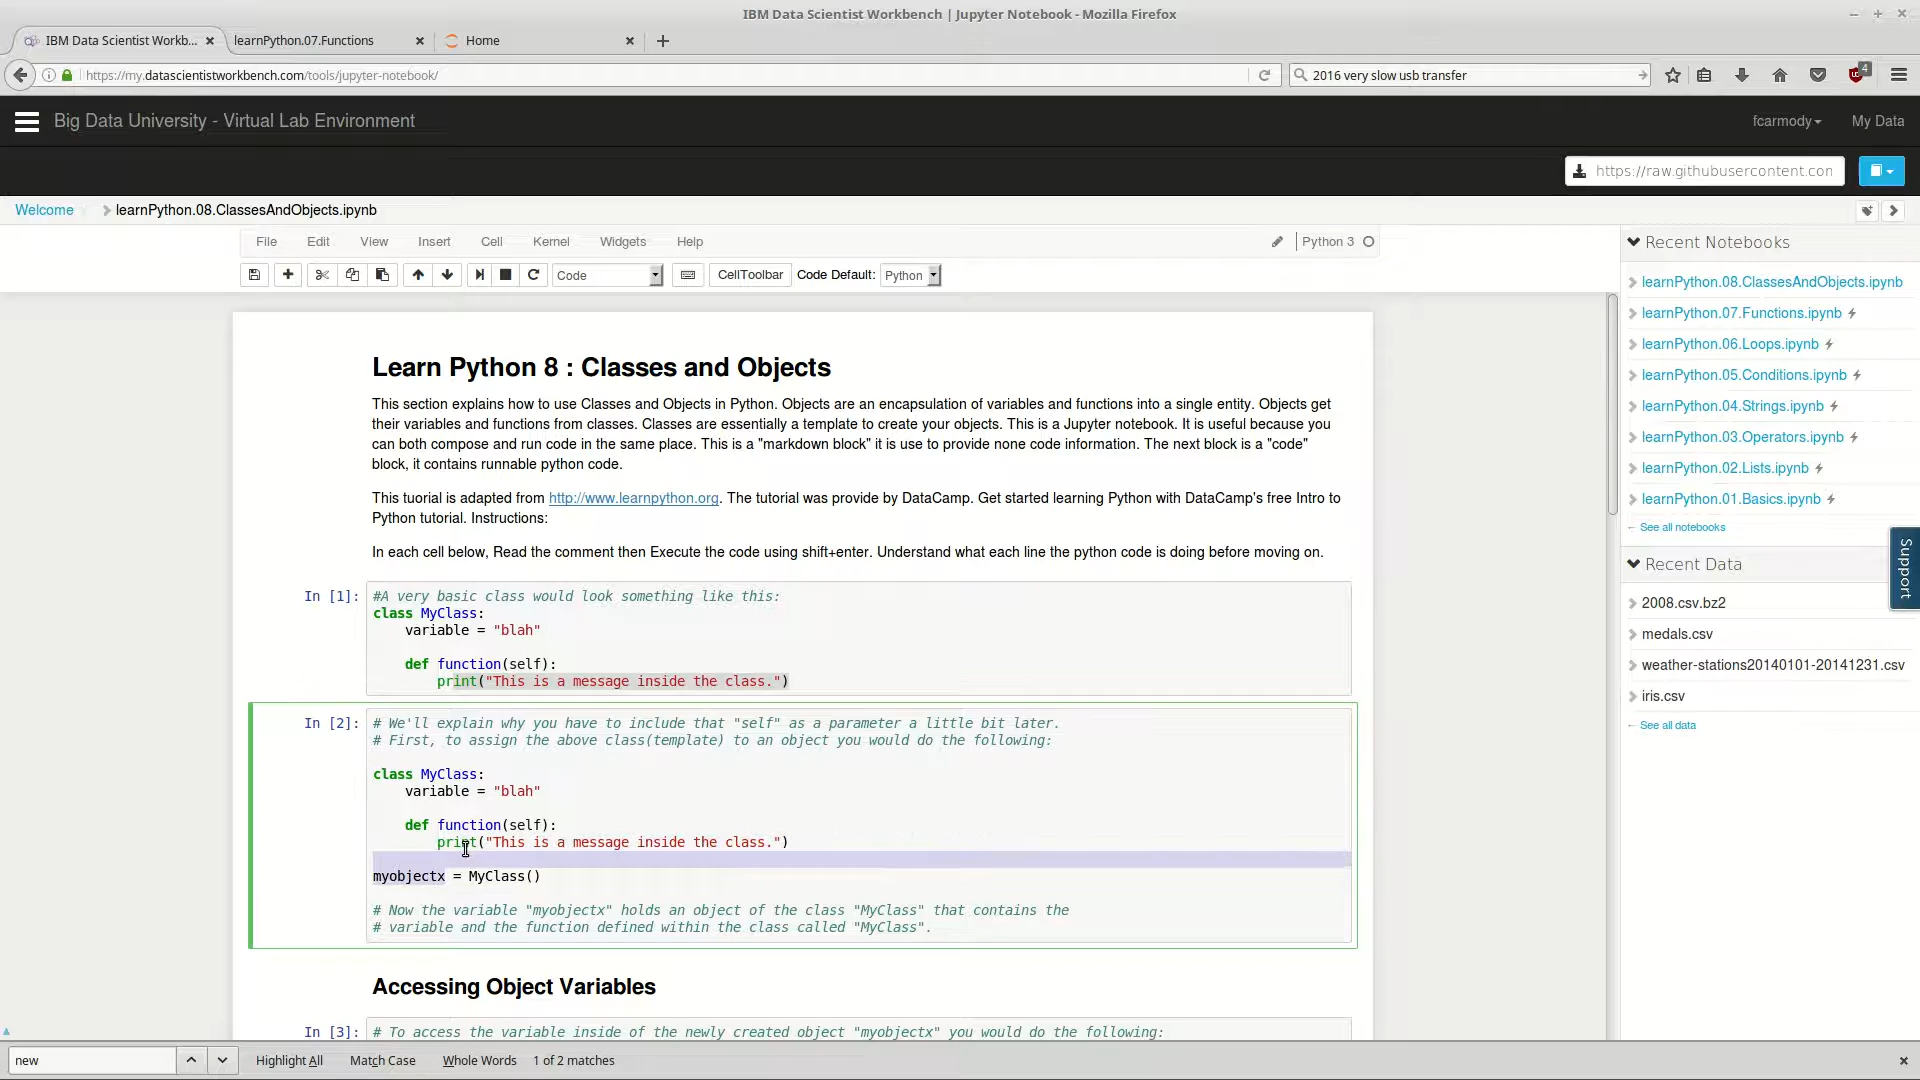 IBM Data Scientist Workbench | Jupyter Notebook - Mozilla Firefox
IBM Data Scientist Workb...
learnPython.07.Functions
Home
https://my.datascientistworkbench.com/tools/jupyter-notebook/
2016 very slow usb transfer
4
Big Data University - Virtual Lab Environment
fcarmody
My Data
https://raw.githubusercontent.com
Welcome
learnPython.08.ClassesAndObjects.ipynb
File Edit View Insert Cell Kernel Widgets Help
Python 3
Code
CellToolbar
Code Default:
Python
Learn Python 8 : Classes and Objects
This section explains how to use Classes and Objects in Python. Objects are an encapsulation of variables and functions into a single entity. Objects get
their variables and functions from classes. Classes are essentially a template to create your objects. This is a Jupyter notebook. It is useful because you
can both compose and run code in the same place. This is a "markdown block" it is use to provide none code information. The next block is a "code"
block, it contains runnable python code.
This tuorial is adapted from http://www.learnpython.org. The tutorial was provide by DataCamp. Get started learning Python with DataCamp's free Intro to
Python tutorial. Instructions:
In each cell below, Read the comment then Execute the code using shift+enter. Understand what each line the python code is doing before moving on.
In [1]:
#A very basic class would look something like this:
class MyClass:
    variable = "blah"
    def function(self):
        print("This is a message inside the class.")
In [2]:
# We'll explain why you have to include that "self" as a parameter a little bit later.
# First, to assign the above class(template) to an object you would do the following:
class MyClass:
    variable = "blah"
    def function(self):
        print("This is a message inside the class.")
myobjectx = MyClass()
# Now the variable "myobjectx" holds an object of the class "MyClass" that contains the
# variable and the function defined within the class called "MyClass".
Accessing Object Variables
In [3]:
# To access the variable inside of the newly created object "myobjectx" you would do the following:
Recent Notebooks
learnPython.08.ClassesAndObjects.ipynb
learnPython.07.Functions.ipynb
learnPython.06.Loops.ipynb
learnPython.05.Conditions.ipynb
learnPython.04.Strings.ipynb
learnPython.03.Operators.ipynb
learnPython.02.Lists.ipynb
learnPython.01.Basics.ipynb
← See all notebooks
Support
Recent Data
2008.csv.bz2
medals.csv
weather-stations20140101-20141231.csv
iris.csv
← See all data
new
Highlight All
Match Case
Whole Words
1 of 2 matches